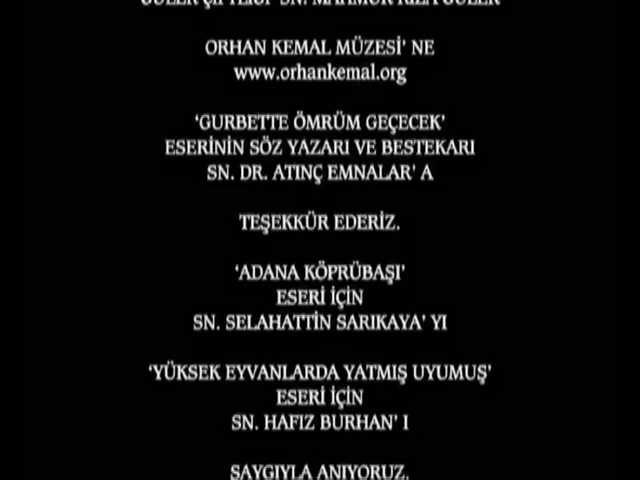 ORHAN KEMAL MÜZESİ' NE
www.orhankemal.org
'GURBETTE ÖMRÜM GEÇECEK'
ESERİNİN SÖZ YAZARI VE BESTEKARI
SN. DR. ATINÇ EMNALAR' A
TEŞEKKÜR EDERİZ.
'ADANA KÖPRÜBAŞI'
ESERİ İÇİN
SN. SELAHATTİN SARIKAYA' YI
'YÜKSEK EYVANLARDA YATMIŞ UYUMUŞ'
ESERİ İÇİN
SN. HAFIZ BURHAN' I
SAYGIYLA ANIYORUZ.